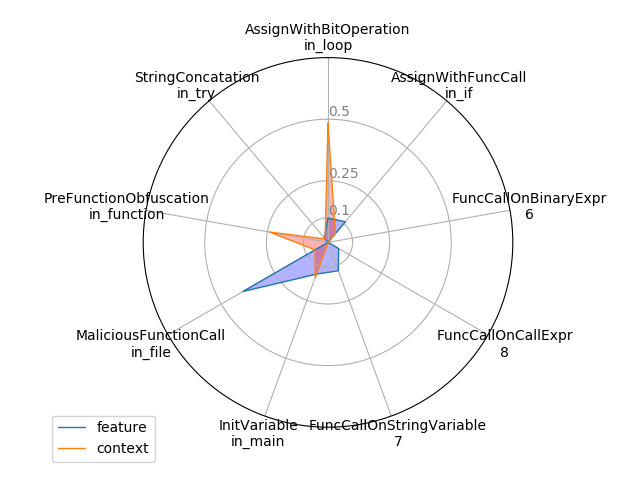 AssignWithBitOperation
in_loop
StringConcatation
in_try
AssignWithFuncCall
in_if
0.5
0.25
0.1
PreFunctionObfuscation
in_function
FuncCallOnBinaryExpr
6
MaliciousFunctionCall
in_file
FuncCallOnCallExpr
8
InitVariable
in_main
FuncCallOnStringVariable
7
feature
context